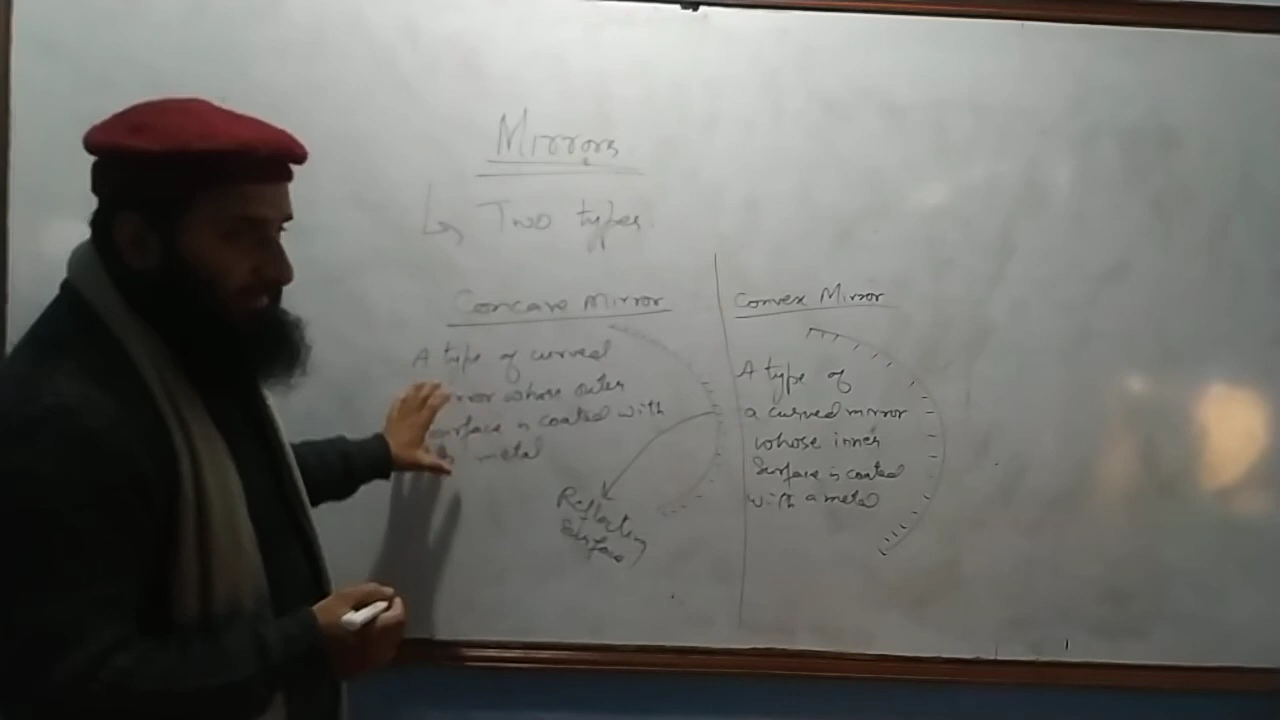 Mirrors
Two types
Concave Mirror
A type of curved
whose outer
surface is coated with
metal
Reflecting
Surface
Convex Mirror
A type of
a curved mirror
whose inner
Surface is coated
with a metal